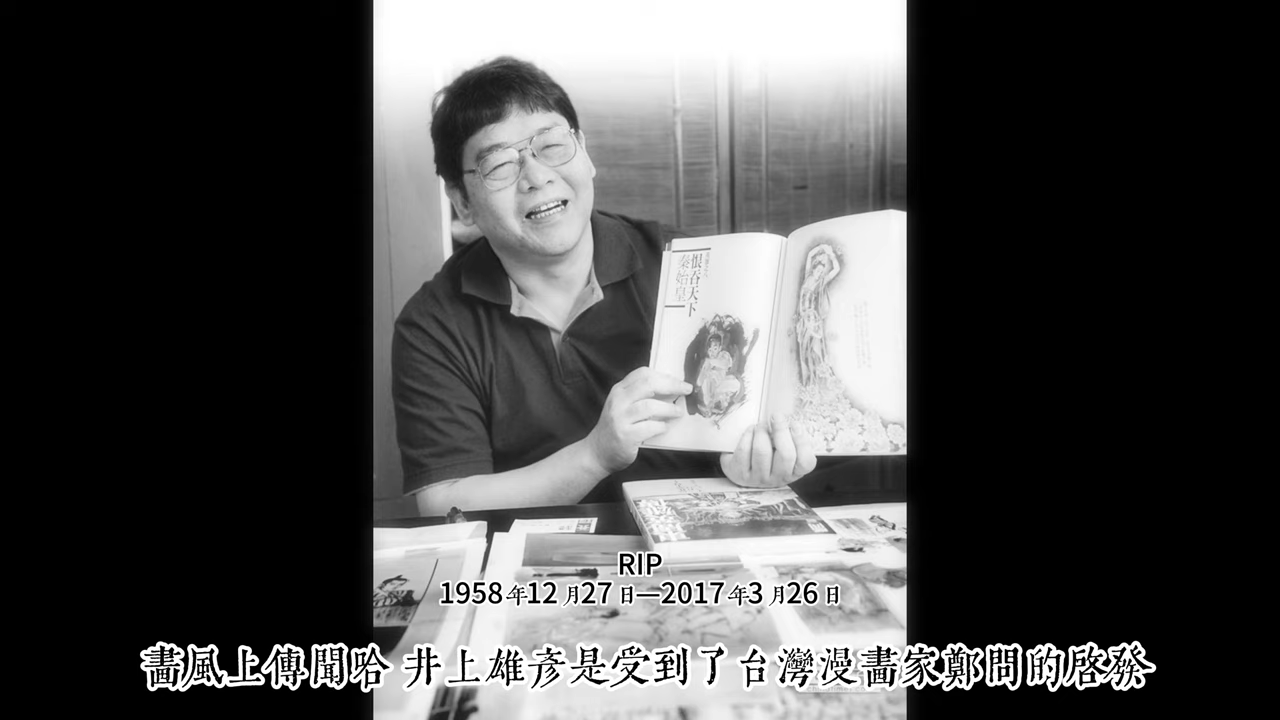 恨吞天下
秦始皇
RIP
1958年12月27日—2017年3月26日
畵風上傳聞哈 井上雄彥是受到了台灣漫畵家鄭問的啓發